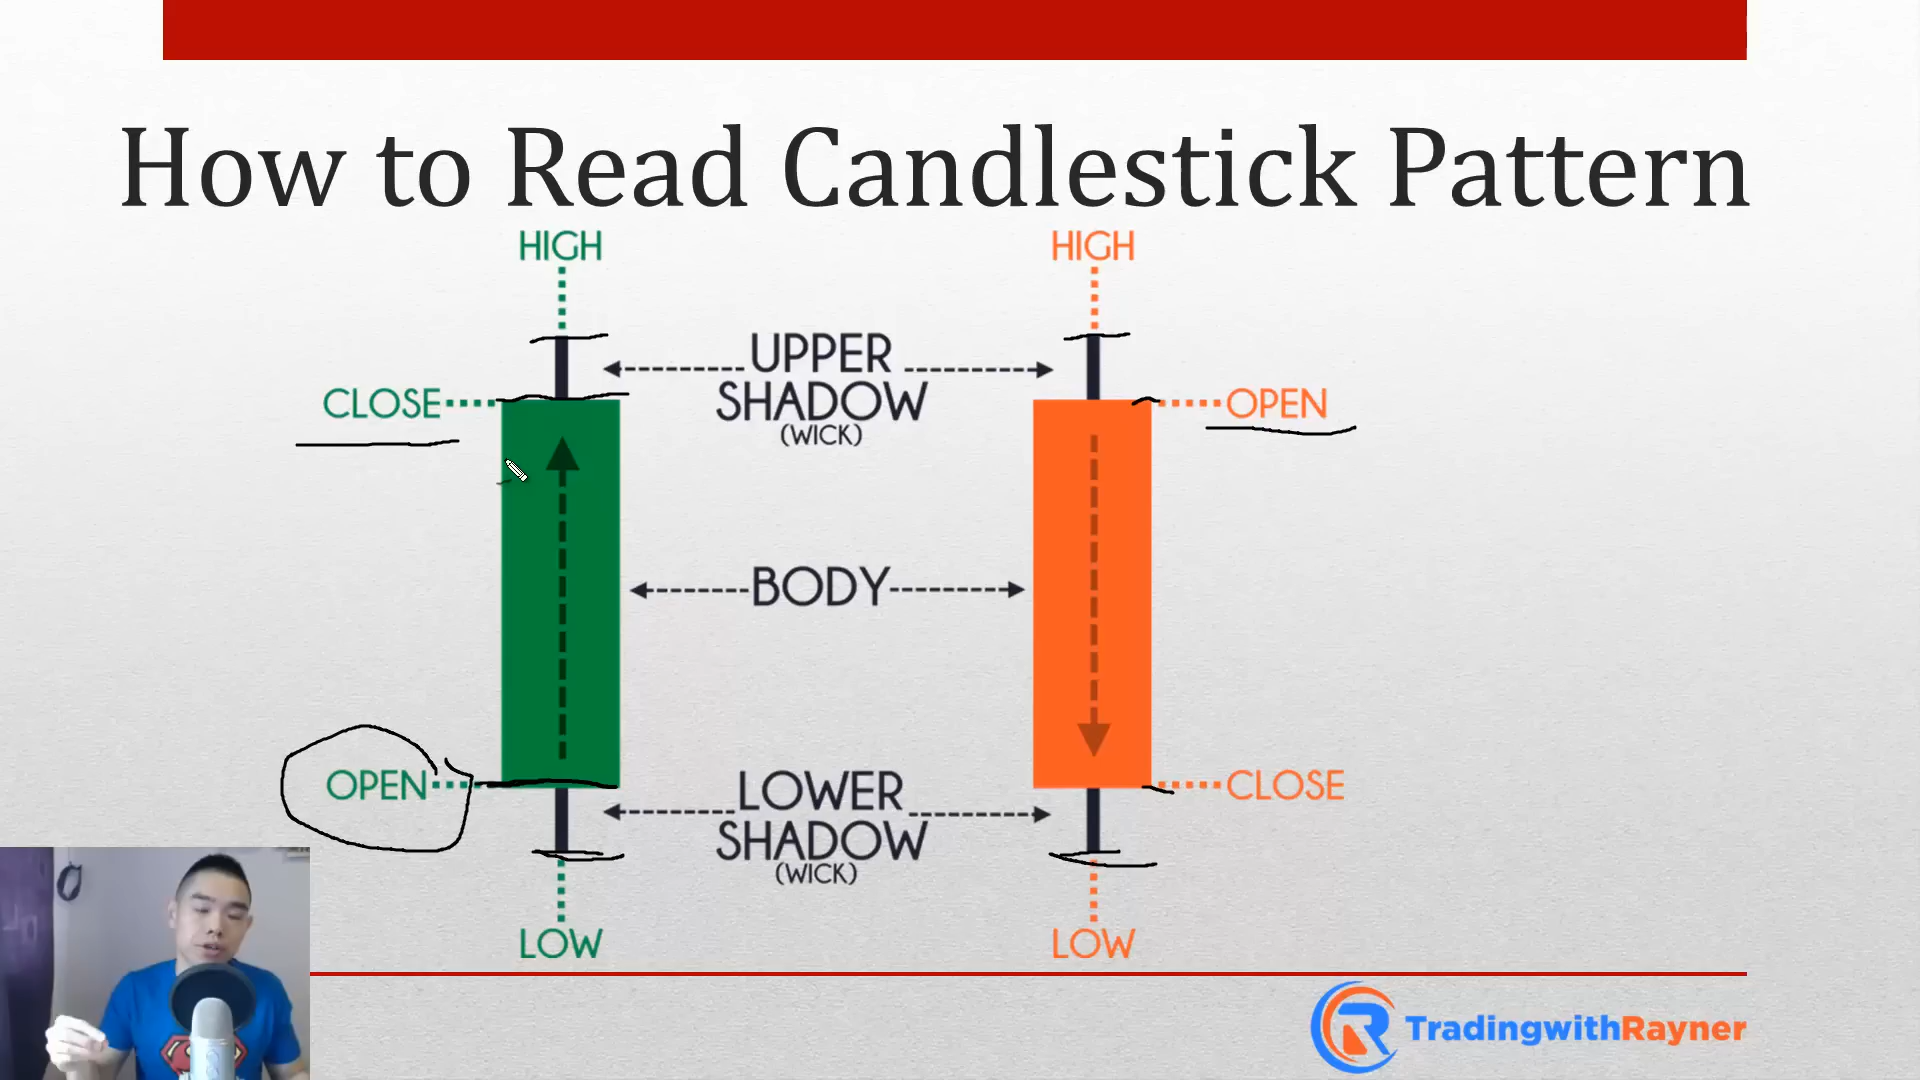 How to Read Candlestick Pattern
HIGH
HIGH
UPPER
SHADOW
(WICK)
CLOSE
OPEN
BODY
OPEN
LOWER
SHADOW
(WICK)
CLOSE
LOW
LOW
TradingwithRayner